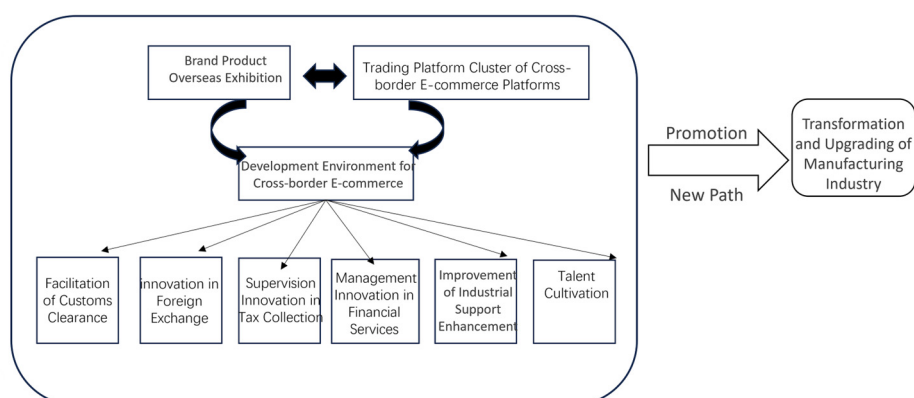 Brand Product
Overseas Exhibition
Trading Platform Cluster of Cross-
border E-commerce Platforms
Development Environment for
Cross-border E-commerce
Facilitation
of Customs
Clearance
innovation in
Foreign
Exchange
Supervision
Innovation in
Tax Collection
Management
Innovation in
Financial
Services
Improvement
of Industrial
Support
Enhancement
Talent
Cultivation
Promotion
New Path
Transformation
and Upgrading of
Manufacturing
Industry